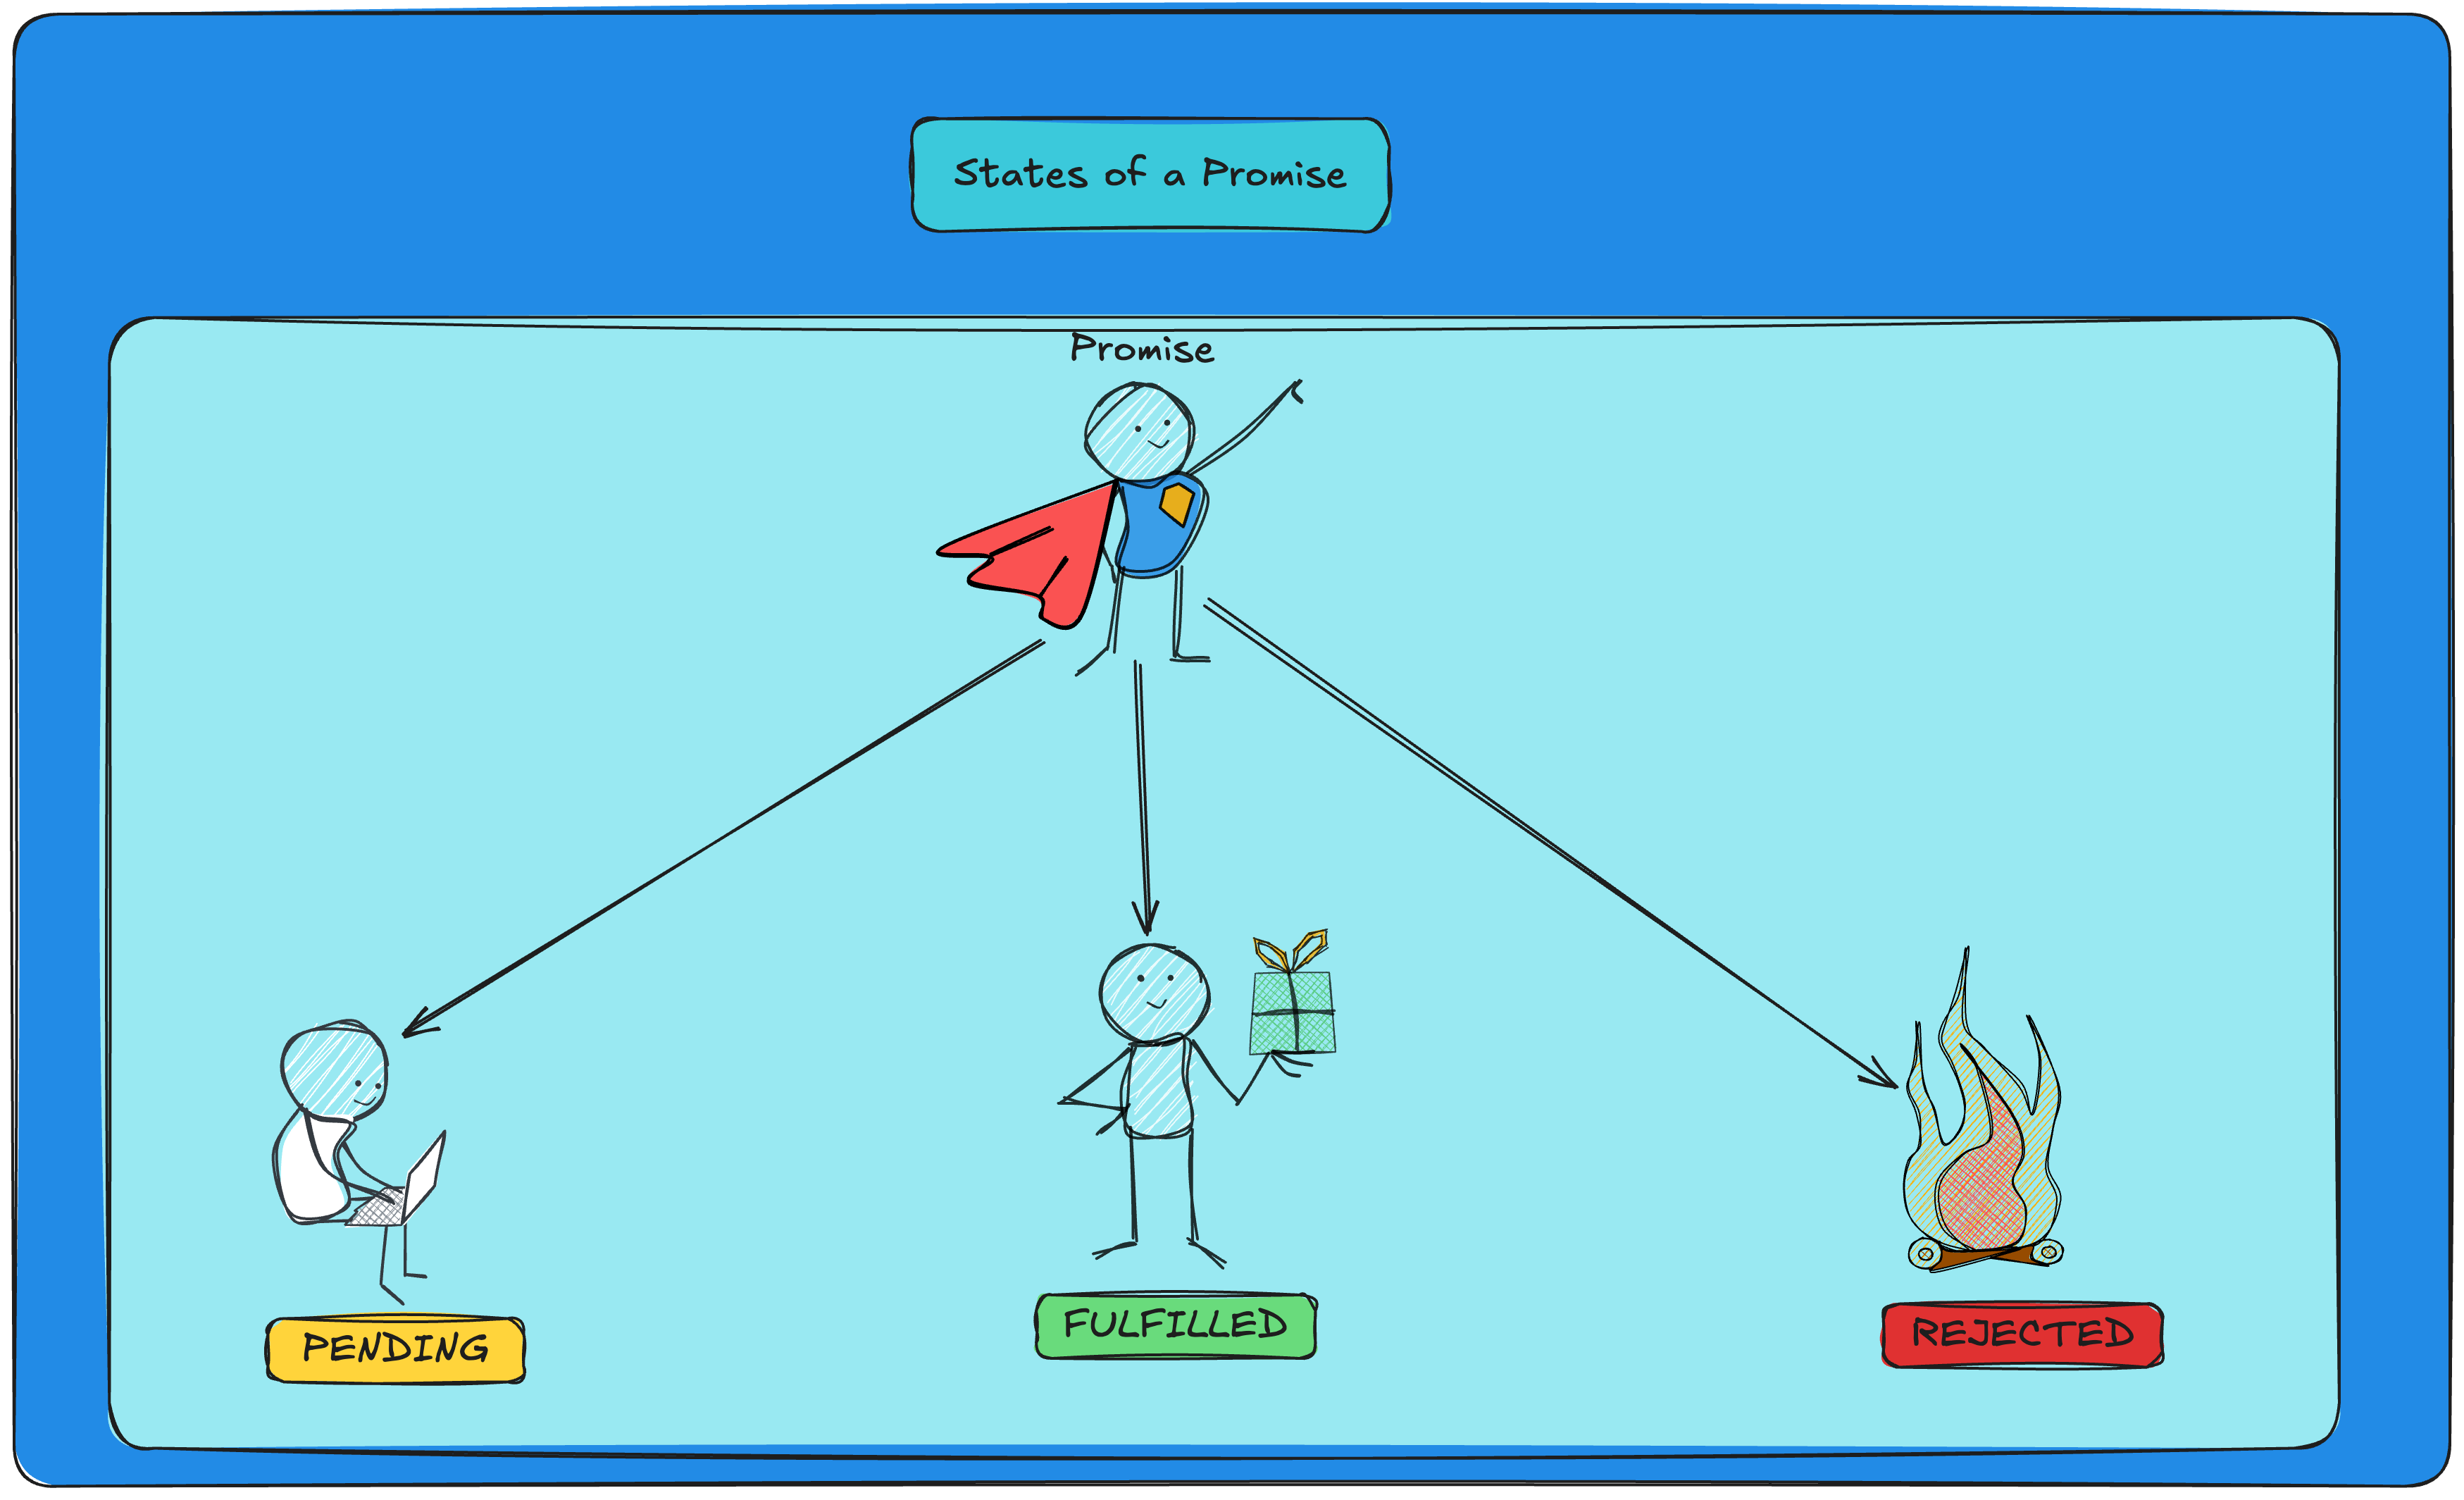 States of a Promise
Promise
PENDING
FULFILLED
REJECTED